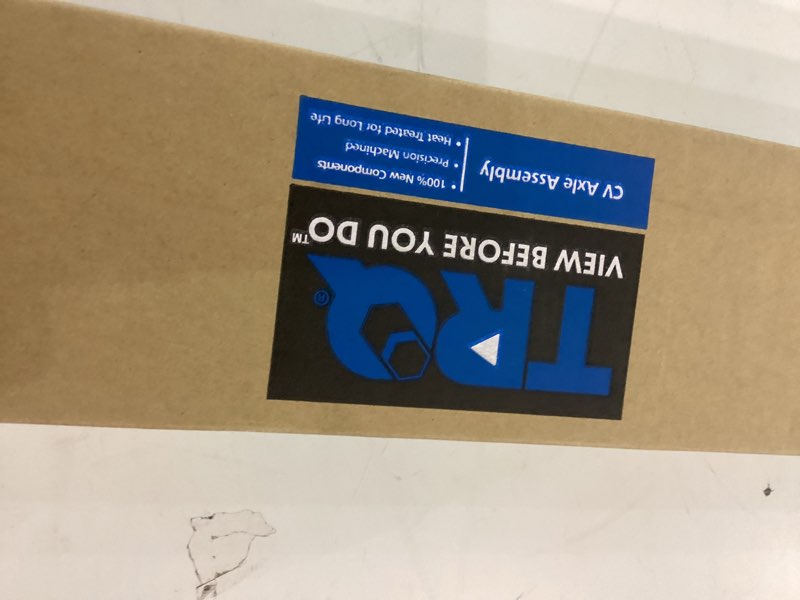 TRQ®
VIEW BEFORE YOU DO™
CV Axle Assembly
• 100% New Components
• Precision Machined
• Heat Treated for Long Life